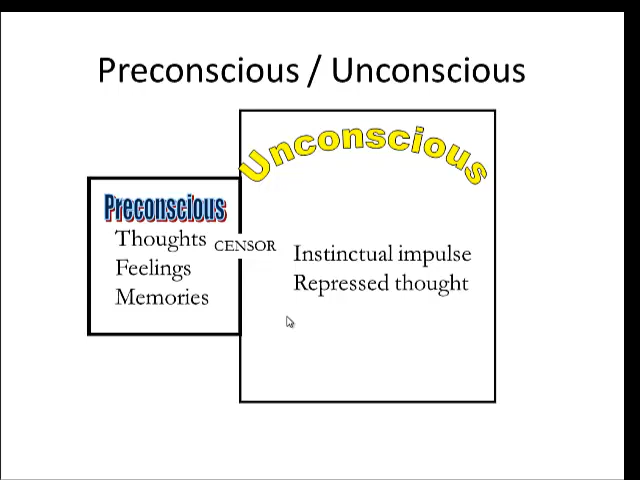 Preconscious / Unconscious
Unconscious
Preconscious
Thoughts
Feelings
Memories
CENSOR
Instinctual impulse
Repressed thought